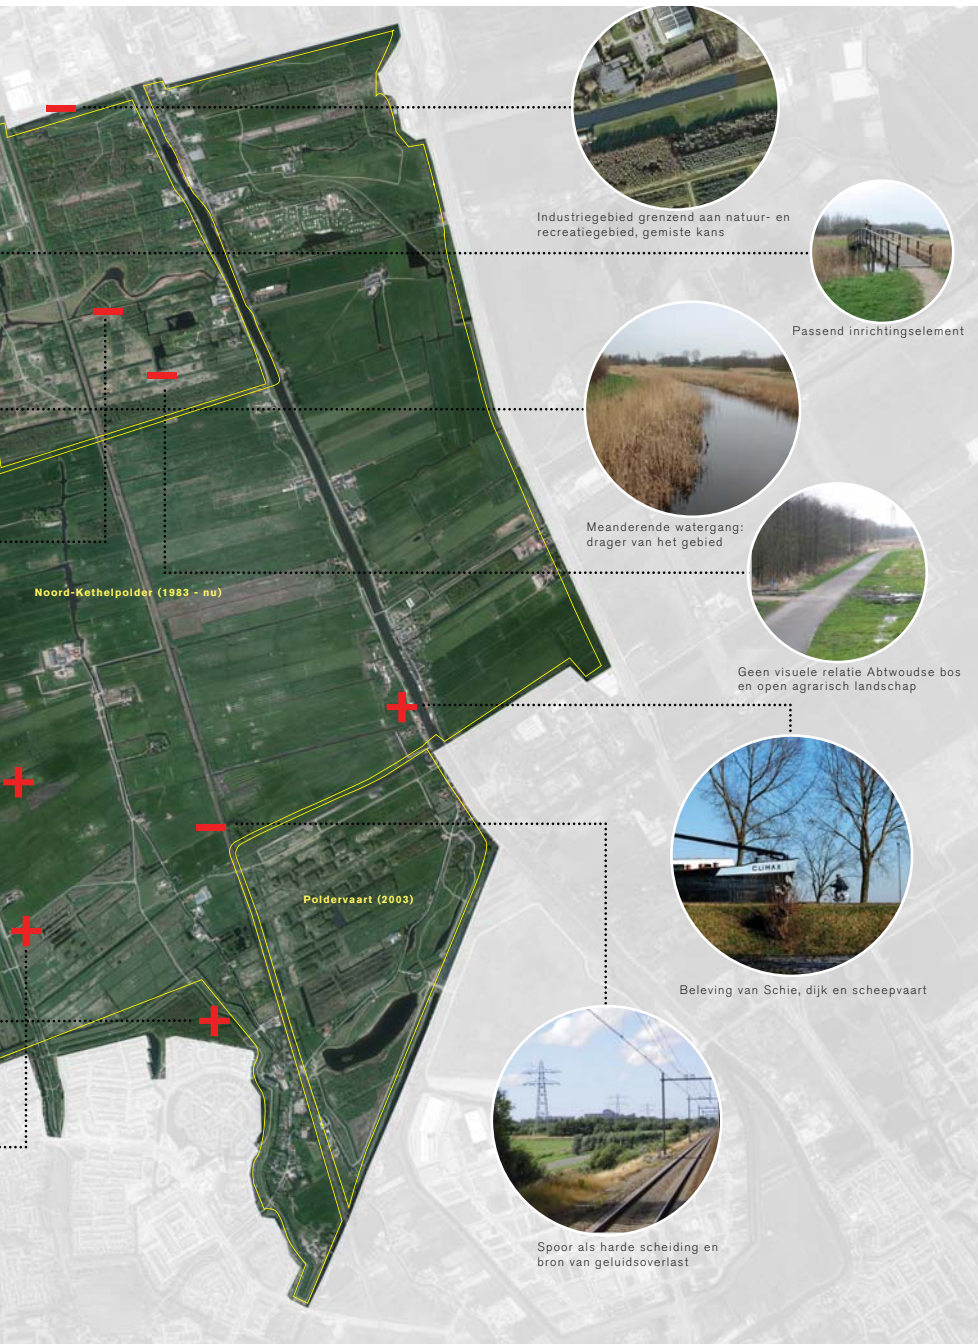 Industriegebied grenzend aan natuur- en
recreatiegebied, gemiste kans
Passend inrichtingselement
Meanderende watergang:
drager van het gebied
Noord-Kethelpolder (1983 - nu)
Geen visuele relatie Abtwoudse bos
en open agrarisch landschap
CLIMAX
Poldervaart (2003)
Beleving van Schie, dijk en scheepvaart
Spoor als harde scheiding en
bron van geluidsoverlast